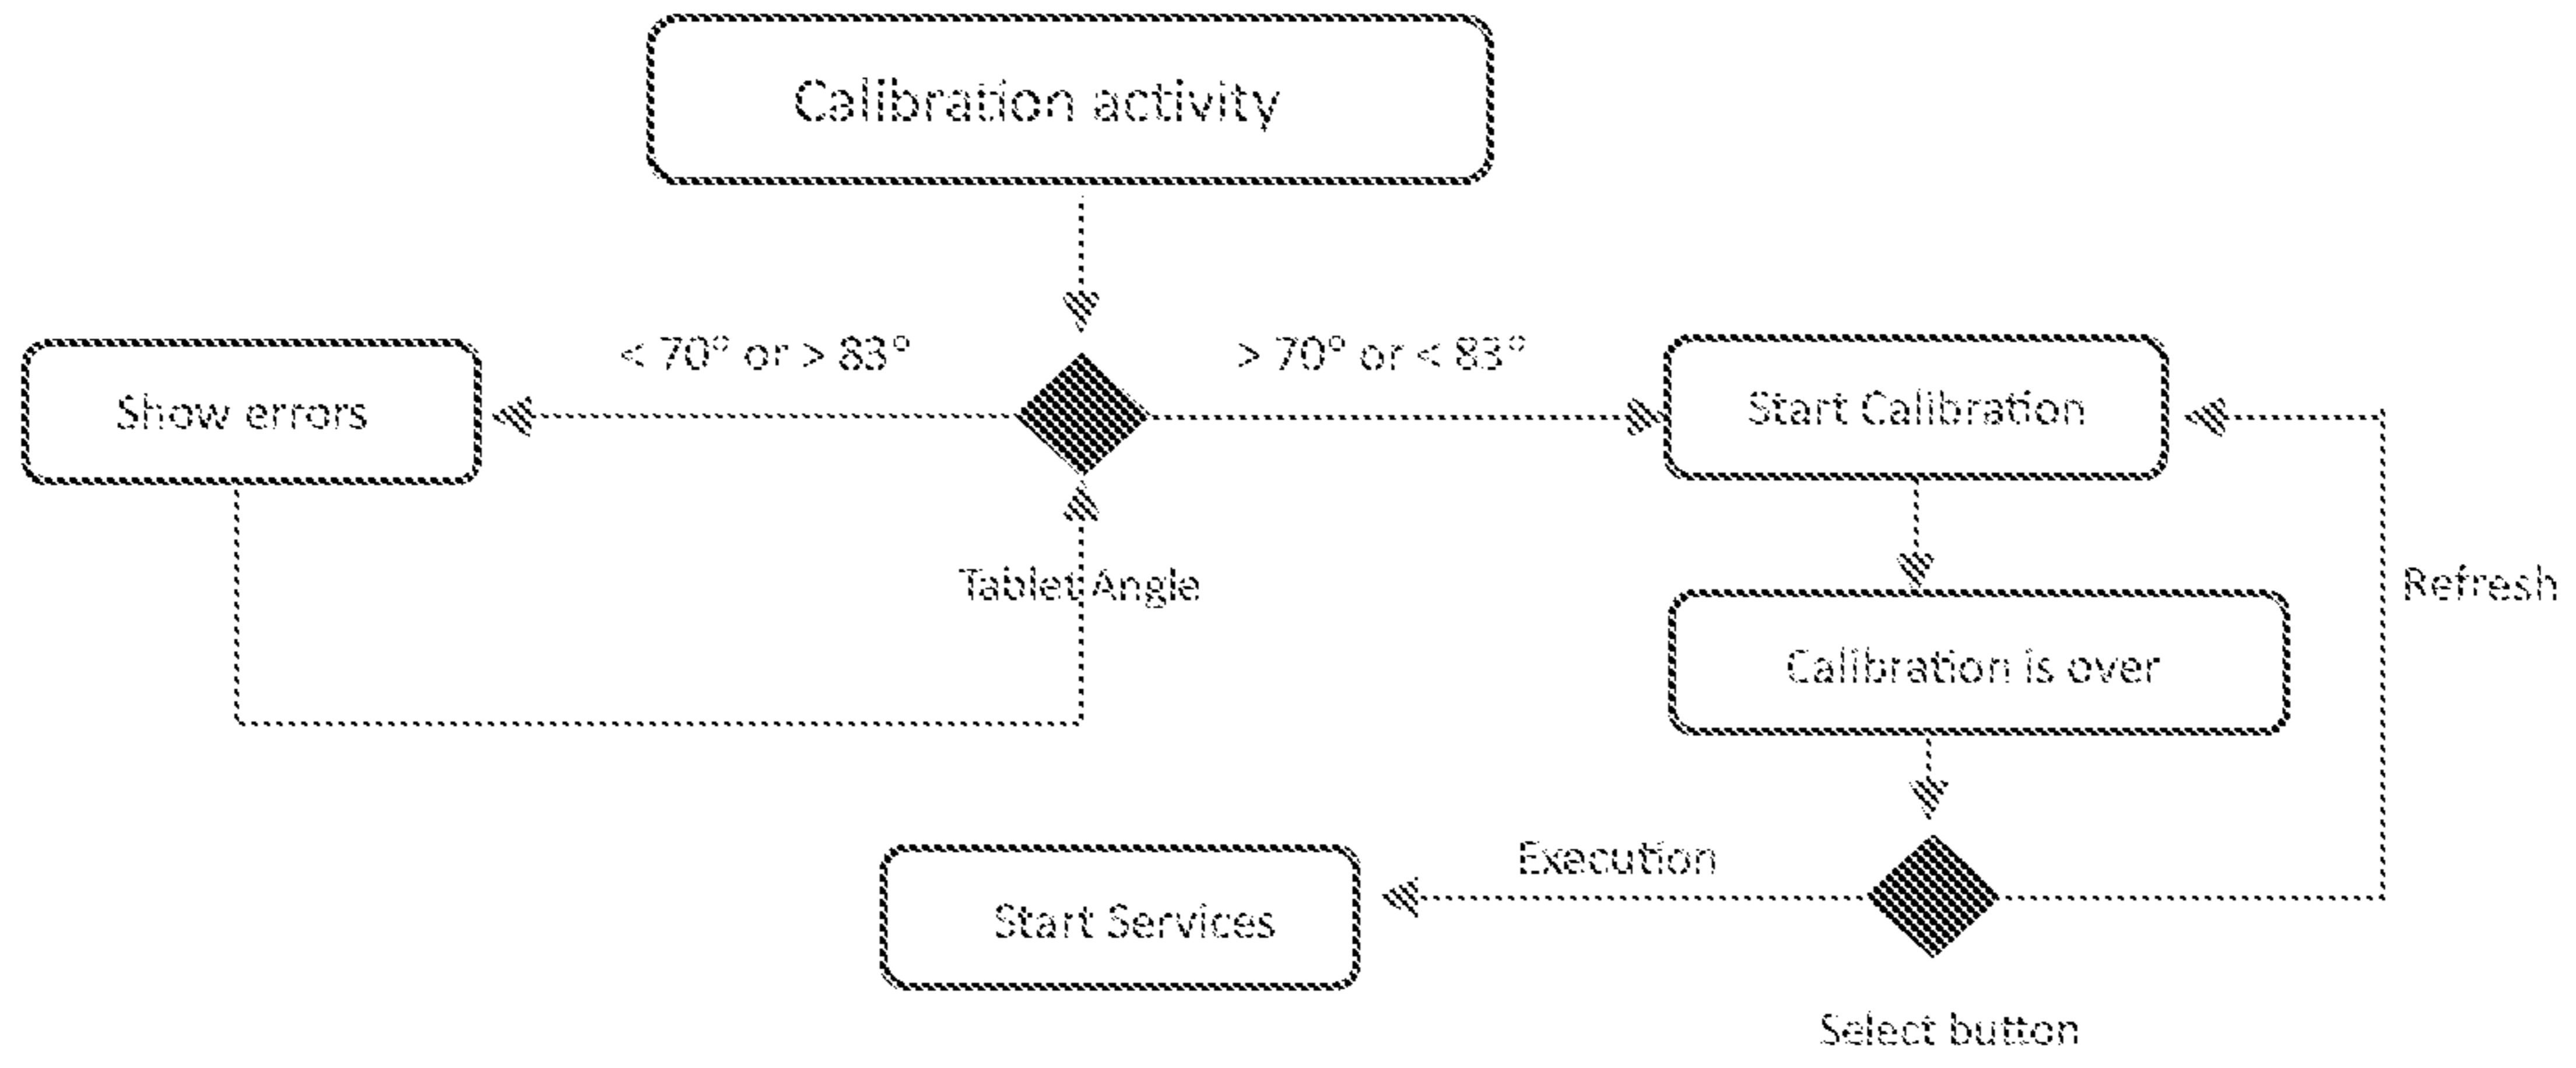 Calibration activity
< 70° or > 83°
> 70° or < 83°
Show errors
Start Calibration
Tablet Angle
Refresh
Calibration is over
Execution
Start Services
Select button